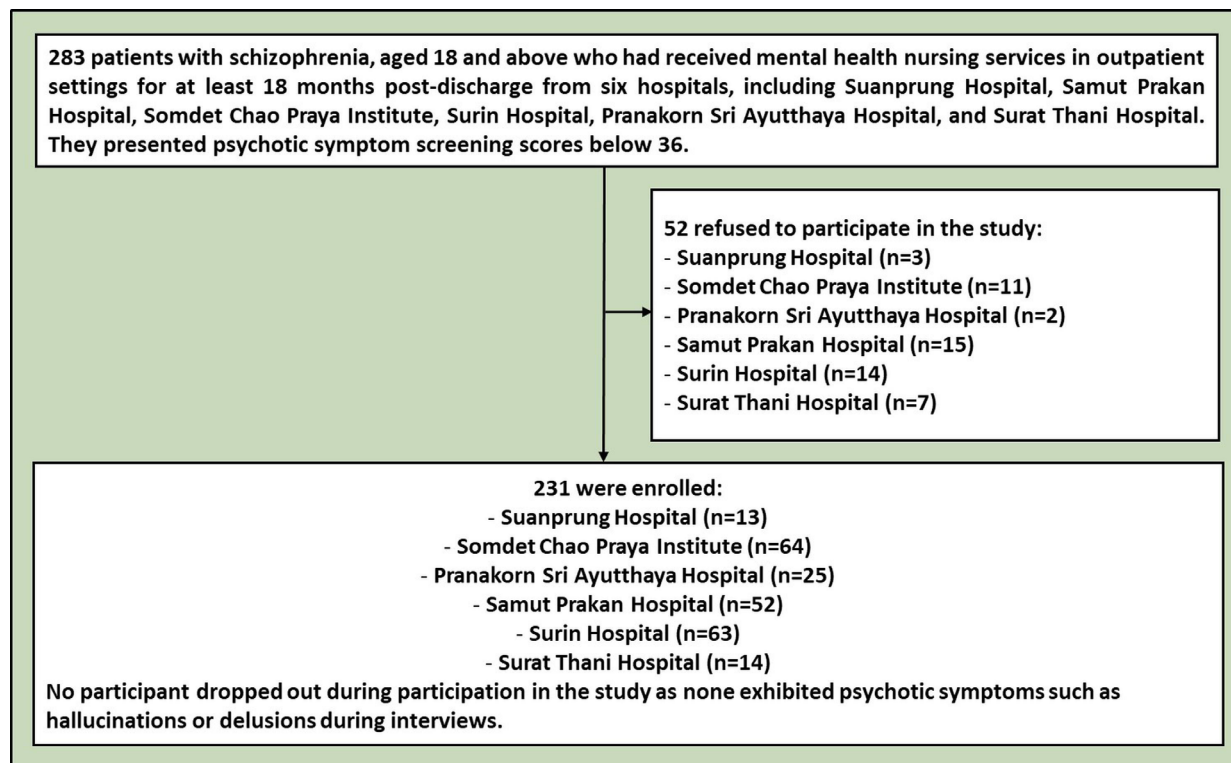 283 patients with schizophrenia, aged 18 and above who had received mental health nursing services in outpatient
settings for at least 18 months post-discharge from six hospitals, including Suanprung Hospital, Samut Prakan
Hospital, Somdet Chao Praya Institute, Surin Hospital, Pranakorn Sri Ayutthaya Hospital, and Surat Thani Hospital.
They presented psychotic symptom screening scores below 36.
52 refused to participate in the study:
- Suanprung Hospital (n=3)
- Somdet Chao Praya Institute (n=11)
- Pranakorn Sri Ayutthaya Hospital (n=2)
- Samut Prakan Hospital (n=15)
- Surin Hospital (n=14)
- Surat Thani Hospital (n=7)
231 were enrolled:
- Suanprung Hospital (n=13)
- Somdet Chao Praya Institute (n=64)
- Pranakorn Sri Ayutthaya Hospital (n=25)
- Samut Prakan Hospital (n=52)
- Surin Hospital (n=63)
- Surat Thani Hospital (n=14)
No participant dropped out during participation in the study as none exhibited psychotic symptoms such as
hallucinations or delusions during interviews.